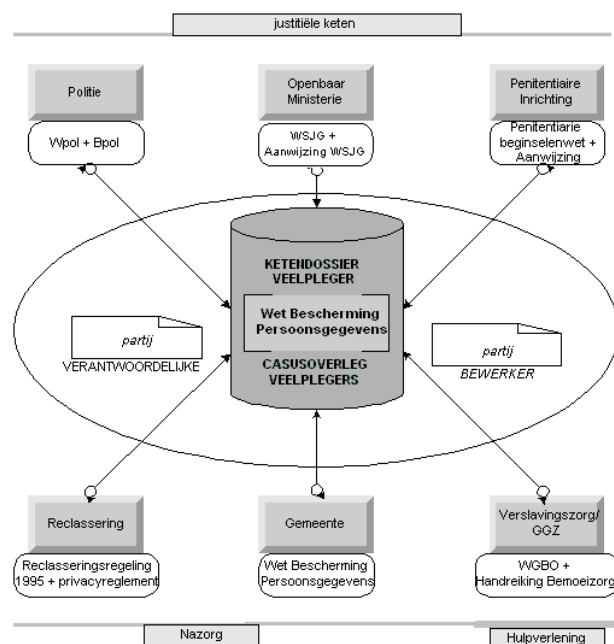 justitiële keten
Politie
Openbaar
Ministerie
Penitentiaire
Inrichting
Wpol + Bpol
WSJG +
Aanwijzing WSJG
Penitentiarie
beginselenwet +
Aanwijzing
KETENDOSSIER
VEELPLEGER
Wet Bescherming
Persoonsgegevens
CASUSOVERLEG
VEELPLEGERS
partij
VERANTWOORDELIJKE
partij
BEWERKER
Reclassering
Gemeente
Verslavingszorg/
GGZ
Reclasseringsregeling
1995 + privacyreglement
Wet Bescherming
Persoonsgegevens
WGBO +
Handreiking Bemoeizorg
Nazorg
Hulpverlening